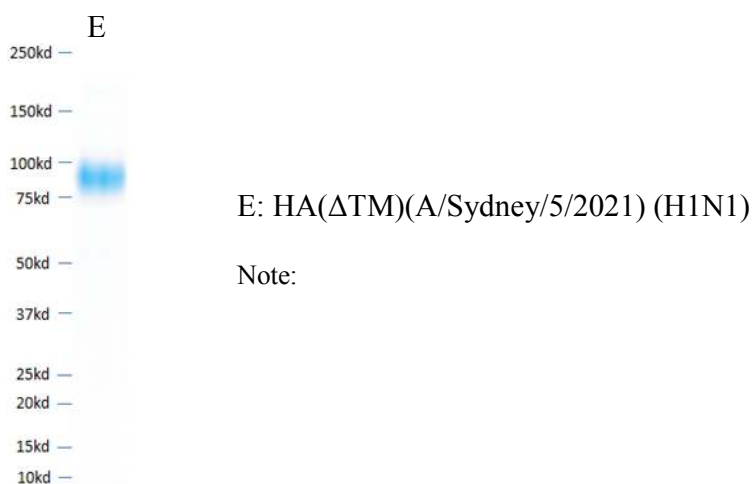 E
250kd
150kd
100kd
75kd
E: HA(ΔTM)(A/Sydney/5/2021) (H1N1)
50kd
Note:
37kd
25kd
20kd
15kd
10kd